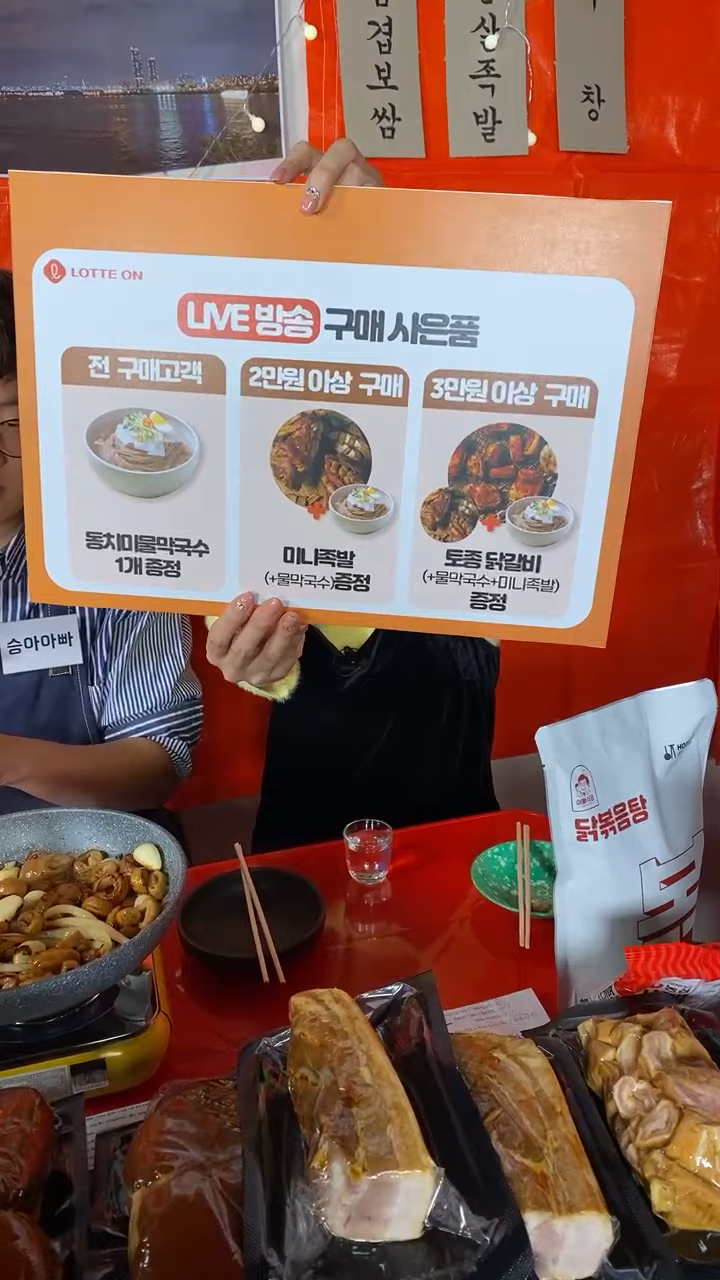 겹보쌈
살족발
창
LOTTE ON
LIVE 방송 구매 사은품
전 구매고객
동치미물막국수
1개 증정
2만원 이상 구매
미니족발
(+물막국수)증정
3만원 이상 구매
토종 닭갈비
(+물막국수+미니족발)
증정
승아아빠
닭볶음탕